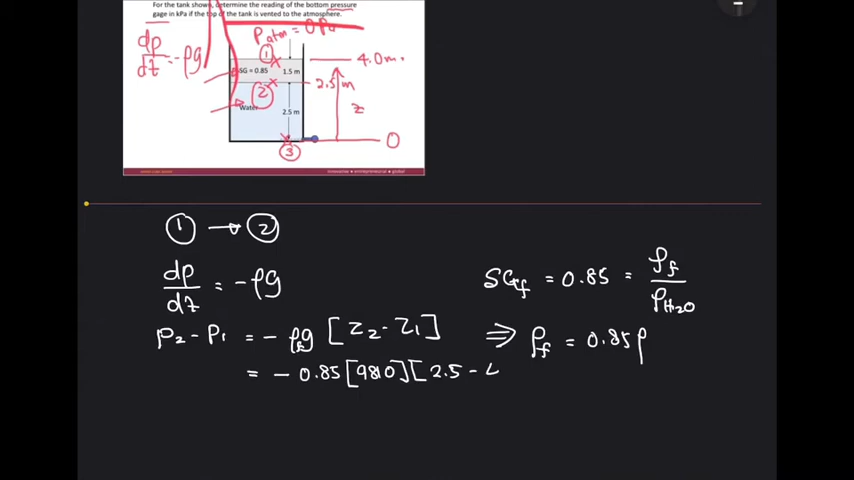 For the tank shown, determine the reading of the bottom pressure
gage in kPa if the top of the tank is vented to the atmosphere.
dp/dz = -ρg
Patm = 0 Pa
①
4.0 m.
SG = 0.85
1.5 m
②
2.5 m
z
Water
2.5 m
③
0
① → ②
dp/dz = -ρg
SGf = 0.85 = ρf/ρH2O
P2 - P1 = - ρf g [Z2 - Z1]
⇒ ρf = 0.85ρ
= - 0.85 [9810] [2.5 -